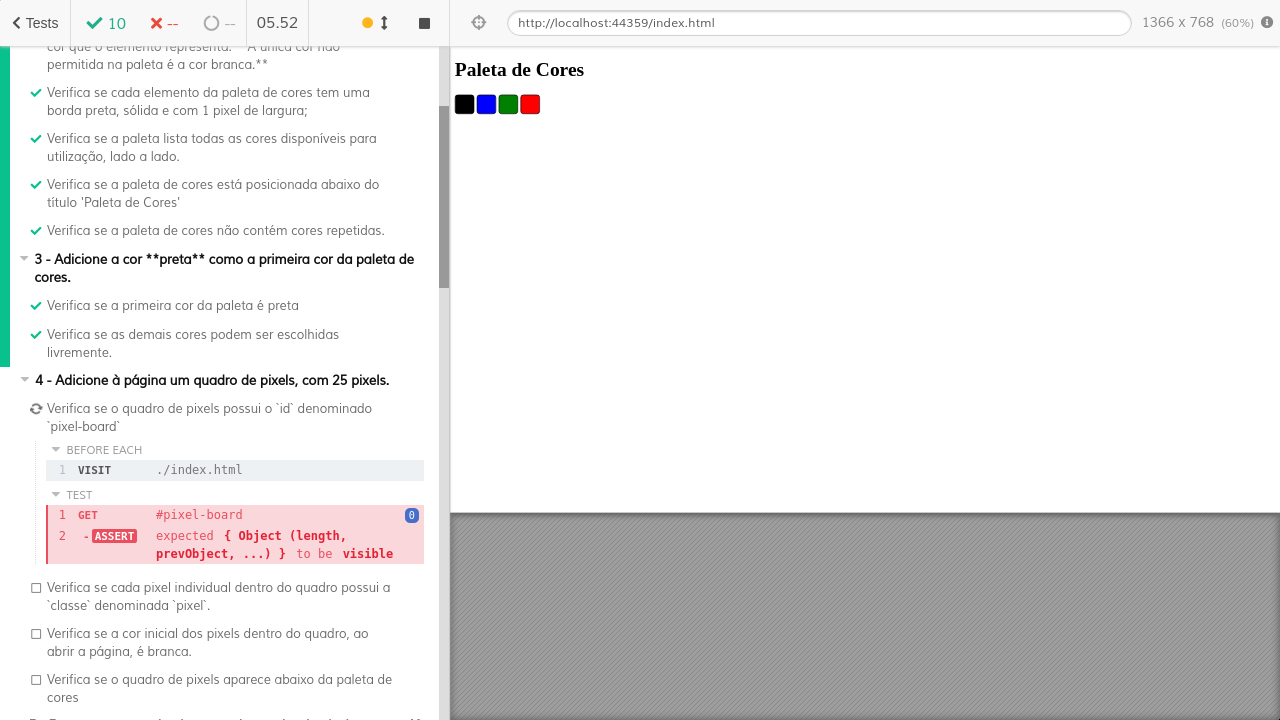 Tests 10 -- -- 05.52
http://localhost:44359/index.html 1366 x 768 (60%)
cor que o elemento representa. **A única cor não
permitida na paleta é a cor branca.**
Verifica se cada elemento da paleta de cores tem uma
borda preta, sólida e com 1 pixel de largura;
Verifica se a paleta lista todas as cores disponíveis para
utilização, lado a lado.
Verifica se a paleta de cores está posicionada abaixo do
título 'Paleta de Cores'
Verifica se a paleta de cores não contém cores repetidas.
3 - Adicione a cor **preta** como a primeira cor da paleta de
cores.
Verifica se a primeira cor da paleta é preta
Verifica se as demais cores podem ser escolhidas
livremente.
4 - Adicione à página um quadro de pixels, com 25 pixels.
Verifica se o quadro de pixels possui o `id` denominado
`pixel-board`
BEFORE EACH
1 VISIT ./index.html
TEST
1 GET #pixel-board 0
2 -ASSERT expected { Object (length,
prevObject, ...) } to be visible
Verifica se cada pixel individual dentro do quadro possui a
`classe` denominada `pixel`.
Verifica se a cor inicial dos pixels dentro do quadro, ao
abrir a página, é branca.
Verifica se o quadro de pixels aparece abaixo da paleta de
cores
Paleta de Cores